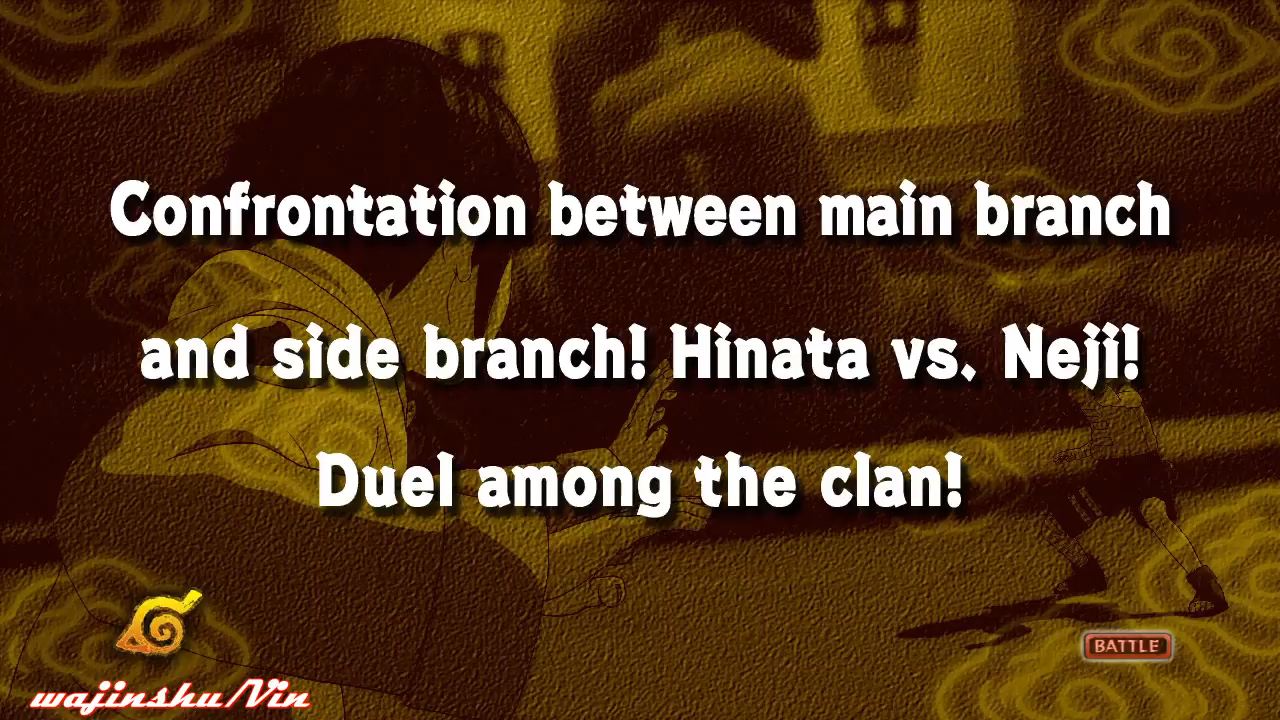 Confrontation between main branch
and side branch! Hinata vs. Neji!
Duel among the clan!
BATTLE
wajinshu/Vin